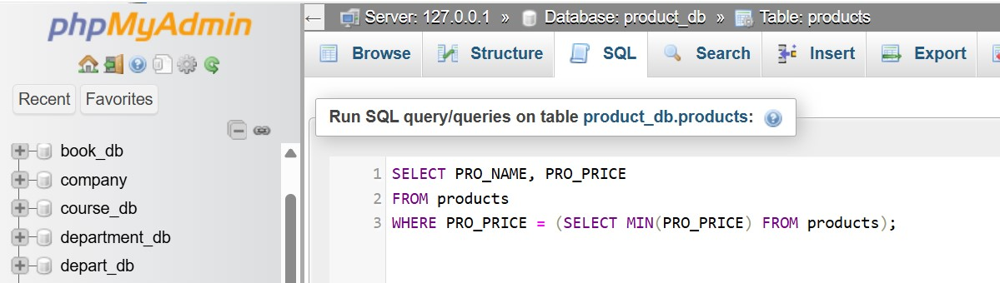 phpMyAdmin
Recent Favorites
book_db
company
course_db
department_db
depart_db
Server: 127.0.0.1 » Database: product_db » Table: products
Browse Structure SQL Search Insert Export
Run SQL query/queries on table product_db.products:
1 SELECT PRO_NAME, PRO_PRICE
2 FROM products
3 WHERE PRO_PRICE = (SELECT MIN(PRO_PRICE) FROM products);